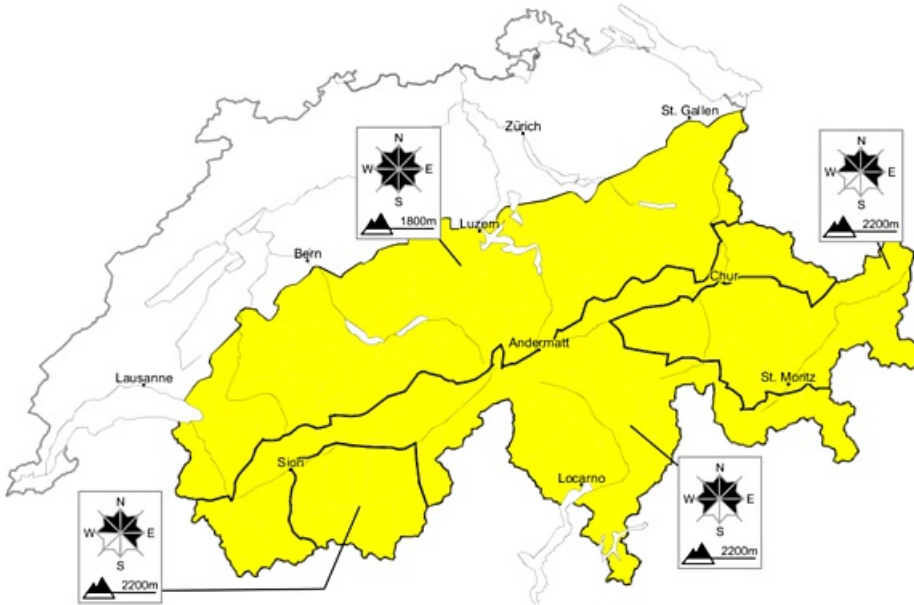 St. Gallen
Zürich
N
W E
S
1800m
N
W E
S
2200m
Luzern
Bern
Chur
Andermatt
Lausanne
St. Moritz
Sion
Locarno
N
W E
S
2200m
N
W E
S
2200m